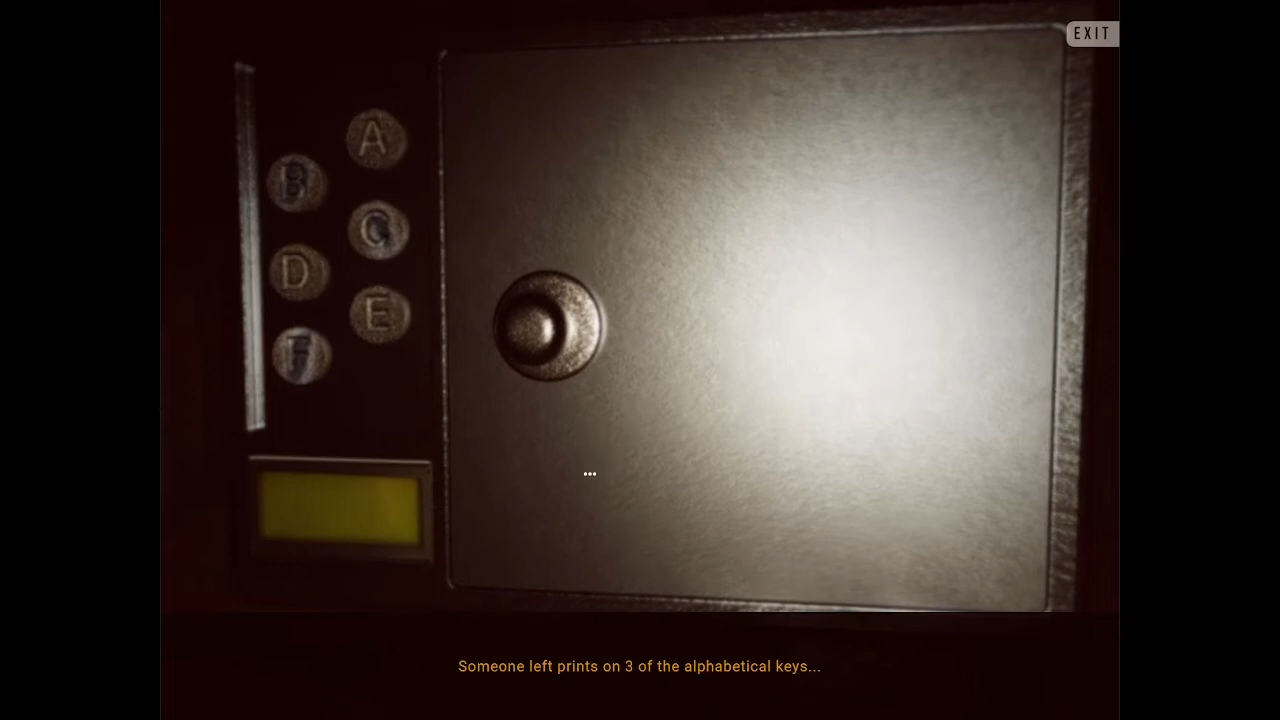 EXIT
A
B
C
D
E
F
...
Someone left prints on 3 of the alphabetical keys...